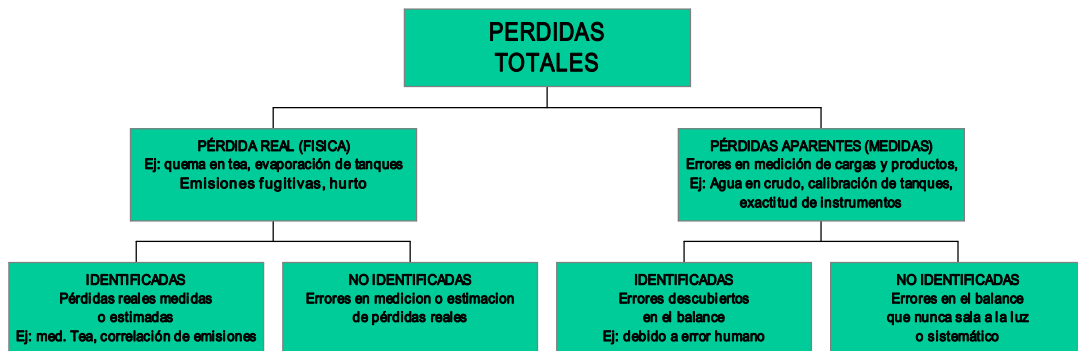 PERDIDAS
TOTALES
PÉRDIDA REAL (FISICA)
Ej: quema en tea, evaporación de tanques
Emisiones fugitivas, hurto
PÉRDIDAS APARENTES (MEDIDAS)
Errores en medición de cargas y productos,
Ej: Agua en crudo, calibración de tanques,
exactitud de instrumentos
IDENTIFICADAS
Pérdidas reales medidas
o estimadas
Ej: med. Tea, correlación de emisiones
NO IDENTIFICADAS
Errores en medicion o estimacion
de pérdidas reales
IDENTIFICADAS
Errores descubiertos
en el balance
Ej: debido a error humano
NO IDENTIFICADAS
Errores en el balance
que nunca sala a la luz
o sistemático